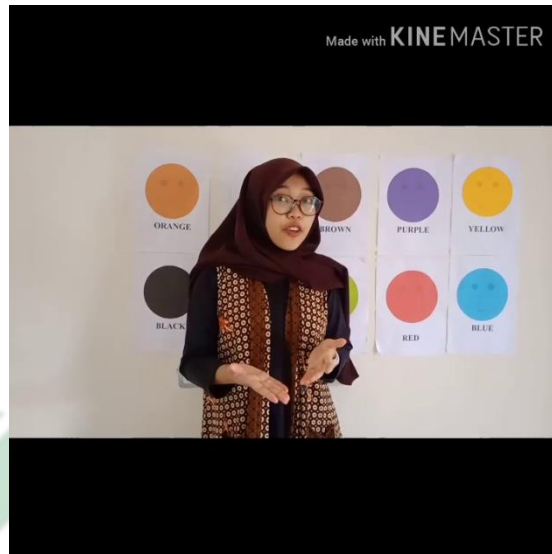 Made with KINEMASTER
ORANGE
BROWN
PURPLE
YELLOW
BLACK
RED
BLUE